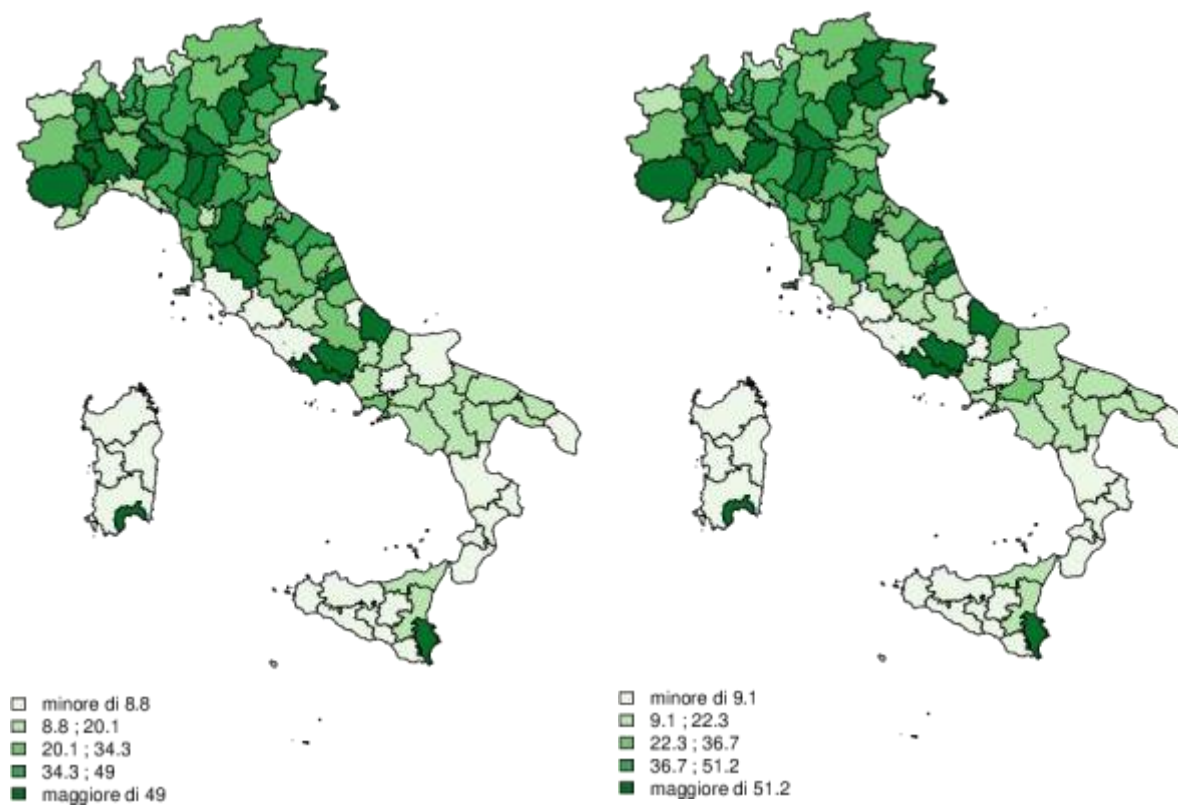 minore di 8.8
8.8 ; 20.1
20.1 ; 34.3
34.3 ; 49
maggiore di 49
minore di 9.1
9.1 ; 22.3
22.3 ; 36.7
36.7 ; 51.2
maggiore di 51.2